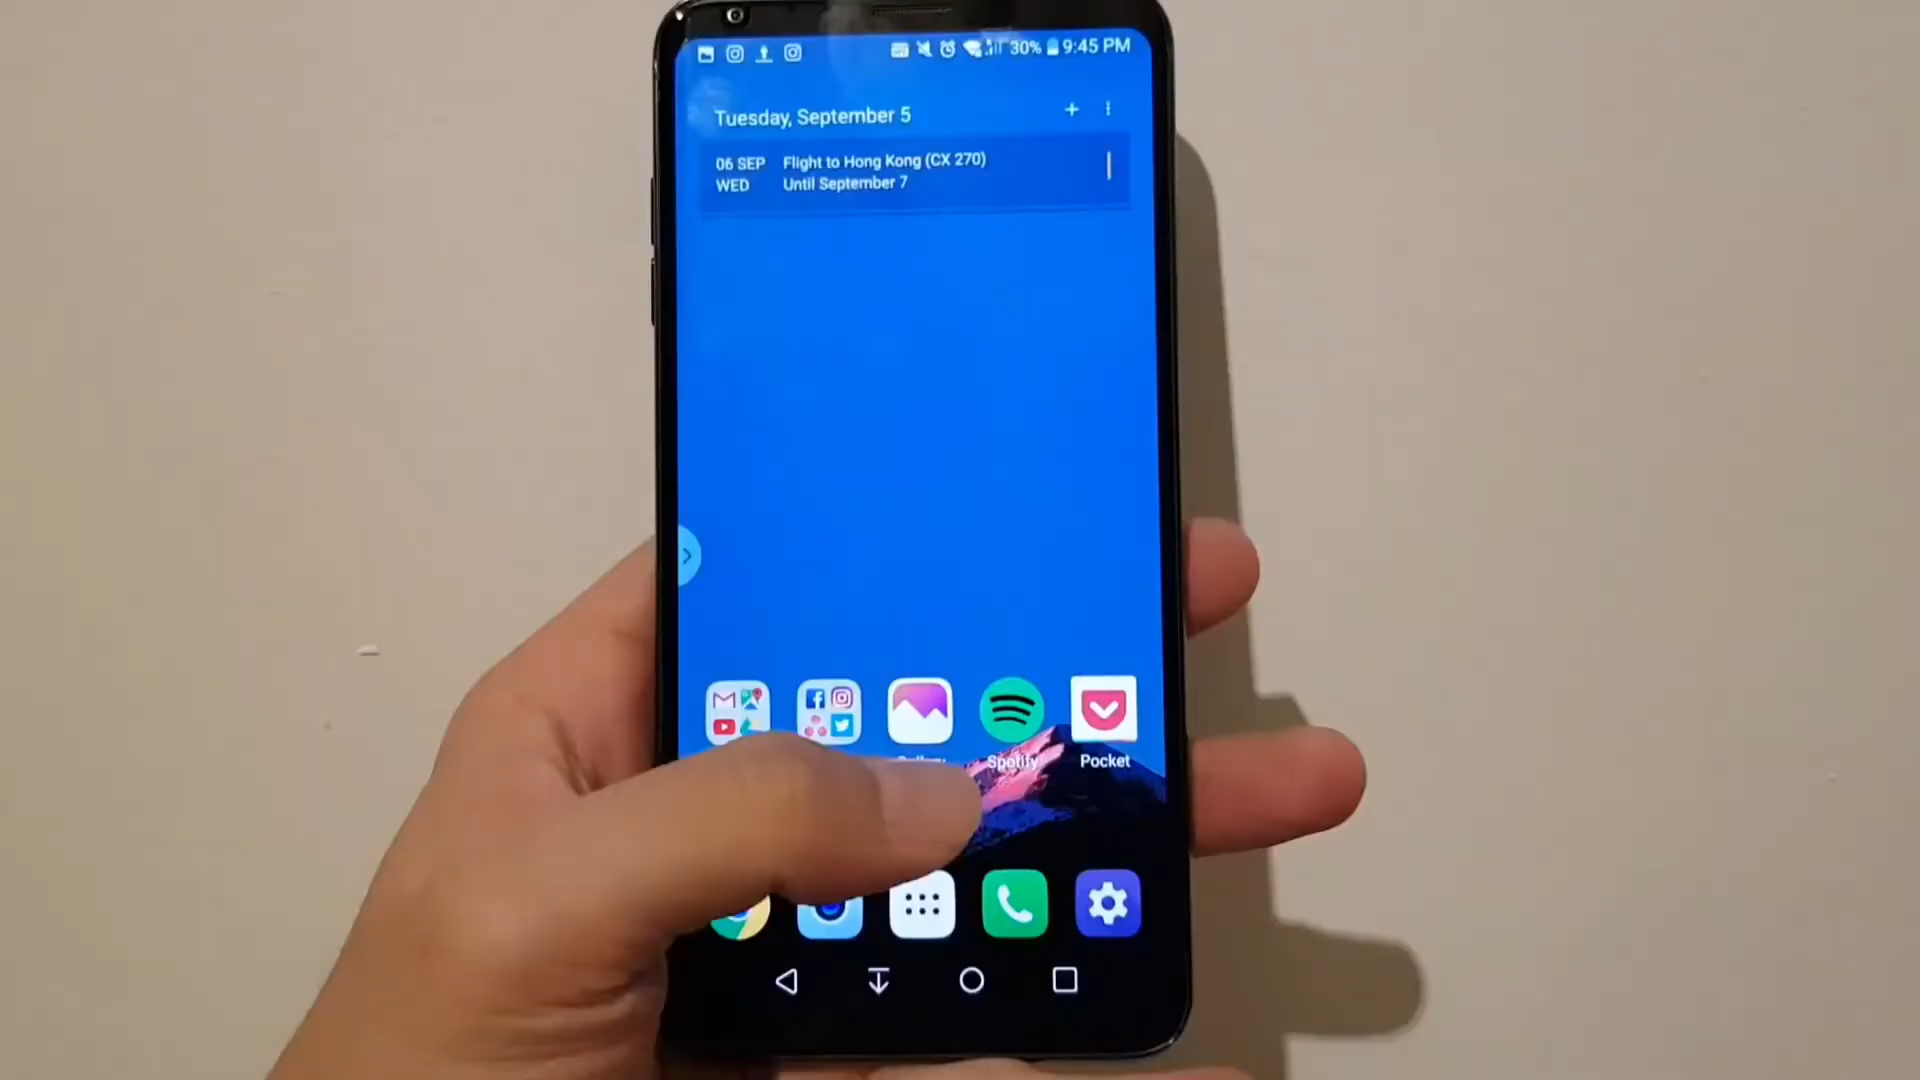 30% 9:45 PM
Tuesday, September 5
06 SEP Flight to Hong Kong (CX 270)
WED Until September 7
Spotify Pocket